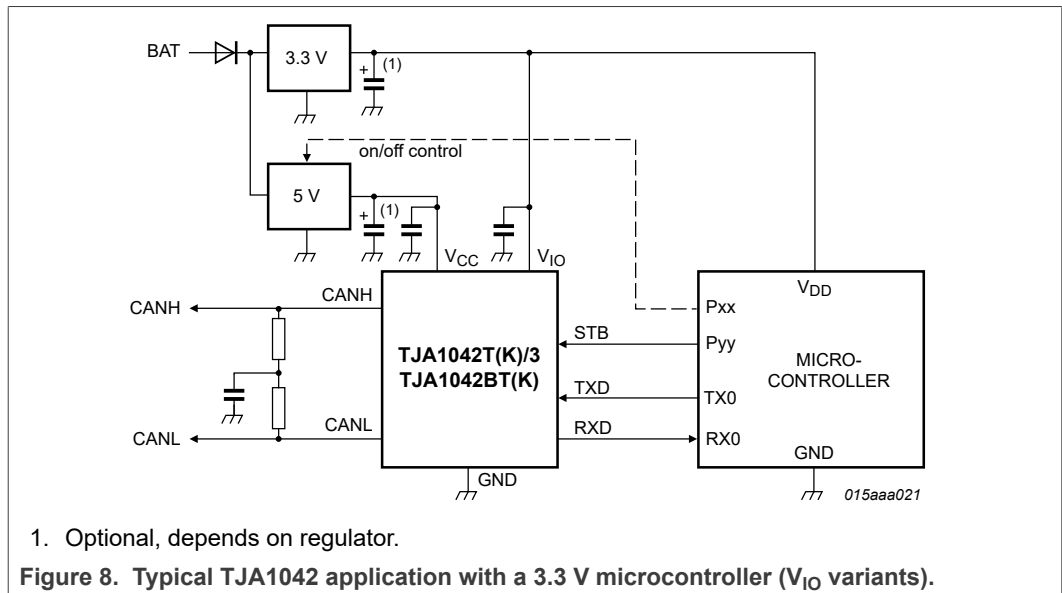 BAT
3.3 V
(1)
+
on/off control
5 V
(1)
+
VCC
VIO
CANH
CANH
TJA1042T(K)/3
TJA1042BT(K)
STB
TXD
RXD
CANL
CANL
GND
VDD
Pxx
Pyy
MICRO-
CONTROLLER
TX0
RX0
GND
015aaa021
1. Optional, depends on regulator.
Figure 8. Typical TJA1042 application with a 3.3 V microcontroller (VIO variants).